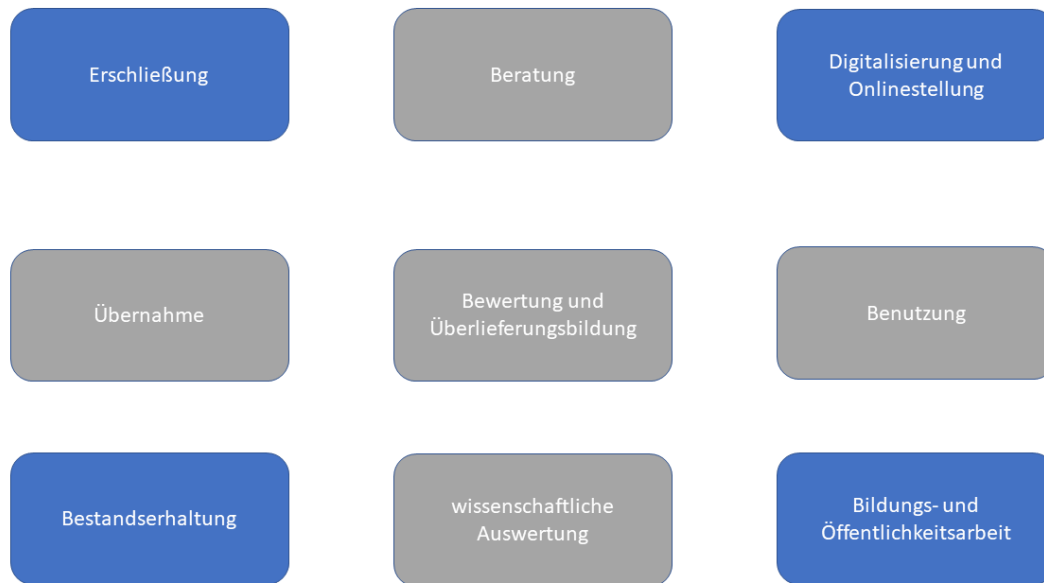 Erschließung
Beratung
Digitalisierung und
Onlinestellung
Übernahme
Bewertung und
Überlieferungsbildung
Benutzung
Bestandserhaltung
wissenschaftliche
Auswertung
Bildungs- und
Öffentlichkeitsarbeit